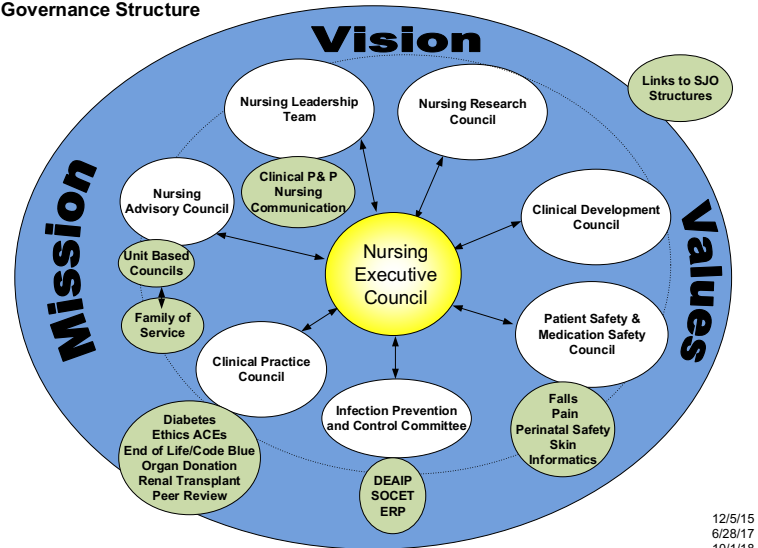 Governance Structure
Vision
Mission
Values
Links to SJO
Structures
Nursing Leadership
Team
Nursing Research
Council
Clinical P& P
Nursing
Communication
Nursing
Advisory Council
Clinical Development
Council
Unit Based
Councils
Nursing
Executive
Council
Family of
Service
Patient Safety &
Medication Safety
Council
Clinical Practice
Council
Infection Prevention
and Control Committee
Falls
Pain
Perinatal Safety
Skin
Informatics
Diabetes
Ethics ACEs
End of Life/Code Blue
Organ Donation
Renal Transplant
Peer Review
DEAIP
SOCET
ERP
12/5/15
6/28/17